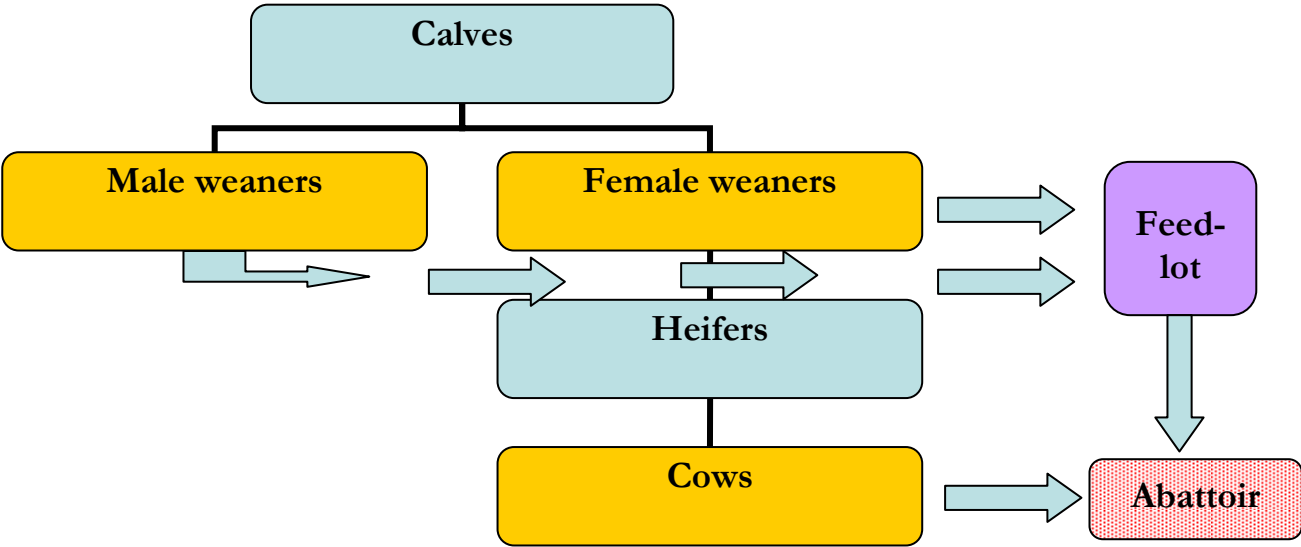 Calves
Male weaners
Female weaners
Feed-
lot
Heifers
Cows
Abattoir